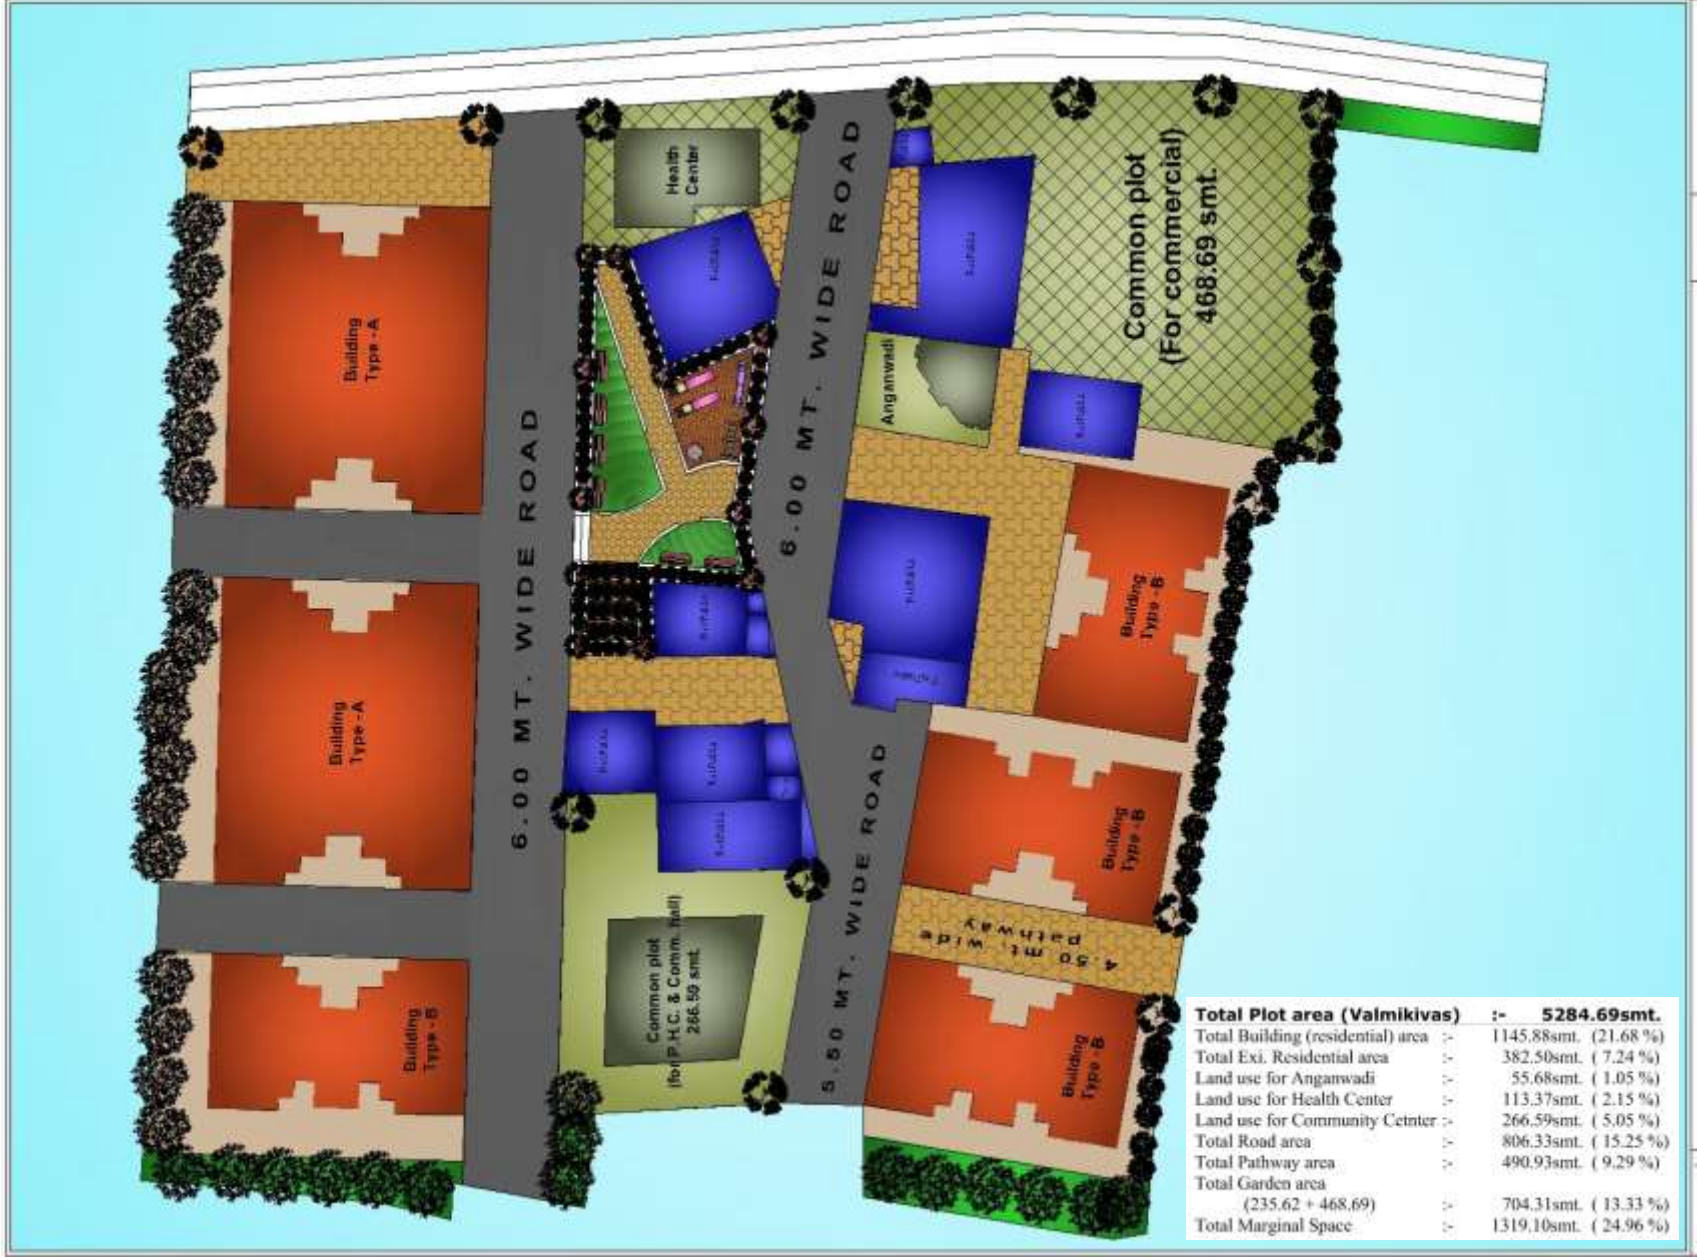 Health
Center
Common plot
(For commercial)
468.69 smt.
Building
Type -A
6.00 MT. WIDE ROAD
6.00 MT. WIDE ROAD
Anganwadi
Building
Type -B
Building
Type -A
Building
Type -B
5.50 MT. WIDE ROAD
4.50 mt. wide
pathway
Common plot
(for P.H.C. & Comm. hall)
266.59 smt.
Building
Type -B
Building
Type -B
Total Plot area (Valmikivas) :- 5284.69smt.
Total Building (residential) area :- 1145.88smt. (21.68 %)
Total Exi. Residential area :- 382.50smt. ( 7.24 %)
Land use for Anganwadi :- 55.68smt. ( 1.05 %)
Land use for Health Center :- 113.37smt. ( 2.15 %)
Land use for Community Cetnter :- 266.59smt. ( 5.05 %)
Total Road area :- 806.33smt. ( 15.25 %)
Total Pathway area :- 490.93smt. ( 9.29 %)
Total Garden area
(235.62 + 468.69) :- 704.31smt. ( 13.33 %)
Total Marginal Space :- 1319.10smt. ( 24.96 %)